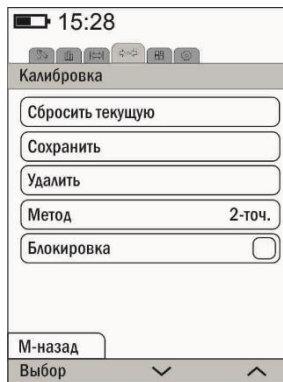 15:28
Калибровка
Сбросить текущую
Сохранить
Удалить
Метод 2-точ.
Блокировка
М-назад
Выбор